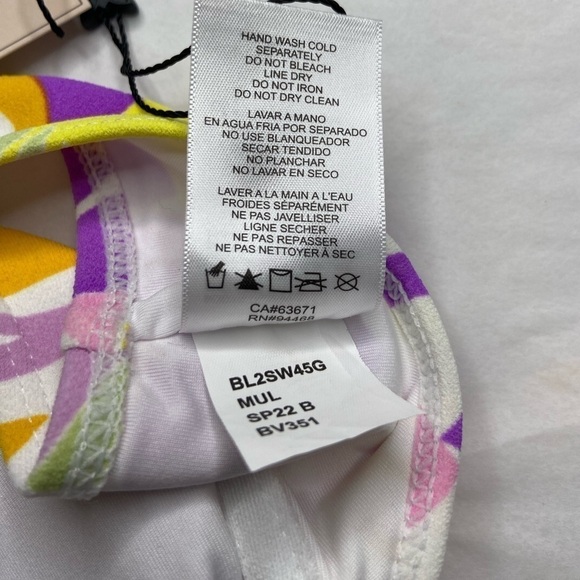 HAND WASH COLD
SEPARATELY
DO NOT BLEACH
LINE DRY
DO NOT IRON
DO NOT DRY CLEAN
LAVAR A MANO
EN AGUA FRIA POR SEPARADO
NO USE BLANQUEADOR
SECAR TENDIDO
NO PLANCHAR
NO LAVAR EN SECO
LAVER A LA MAIN A L'EAU
FROIDES SÉPARÉMENT
NE PAS JAVELLISER
LIGNE SECHER
NE PAS REPASSER
NE PAS NETTOYER À SEC
CA#63671
RN#94468
BL2SW45G
MUL
SP22 B
BV351